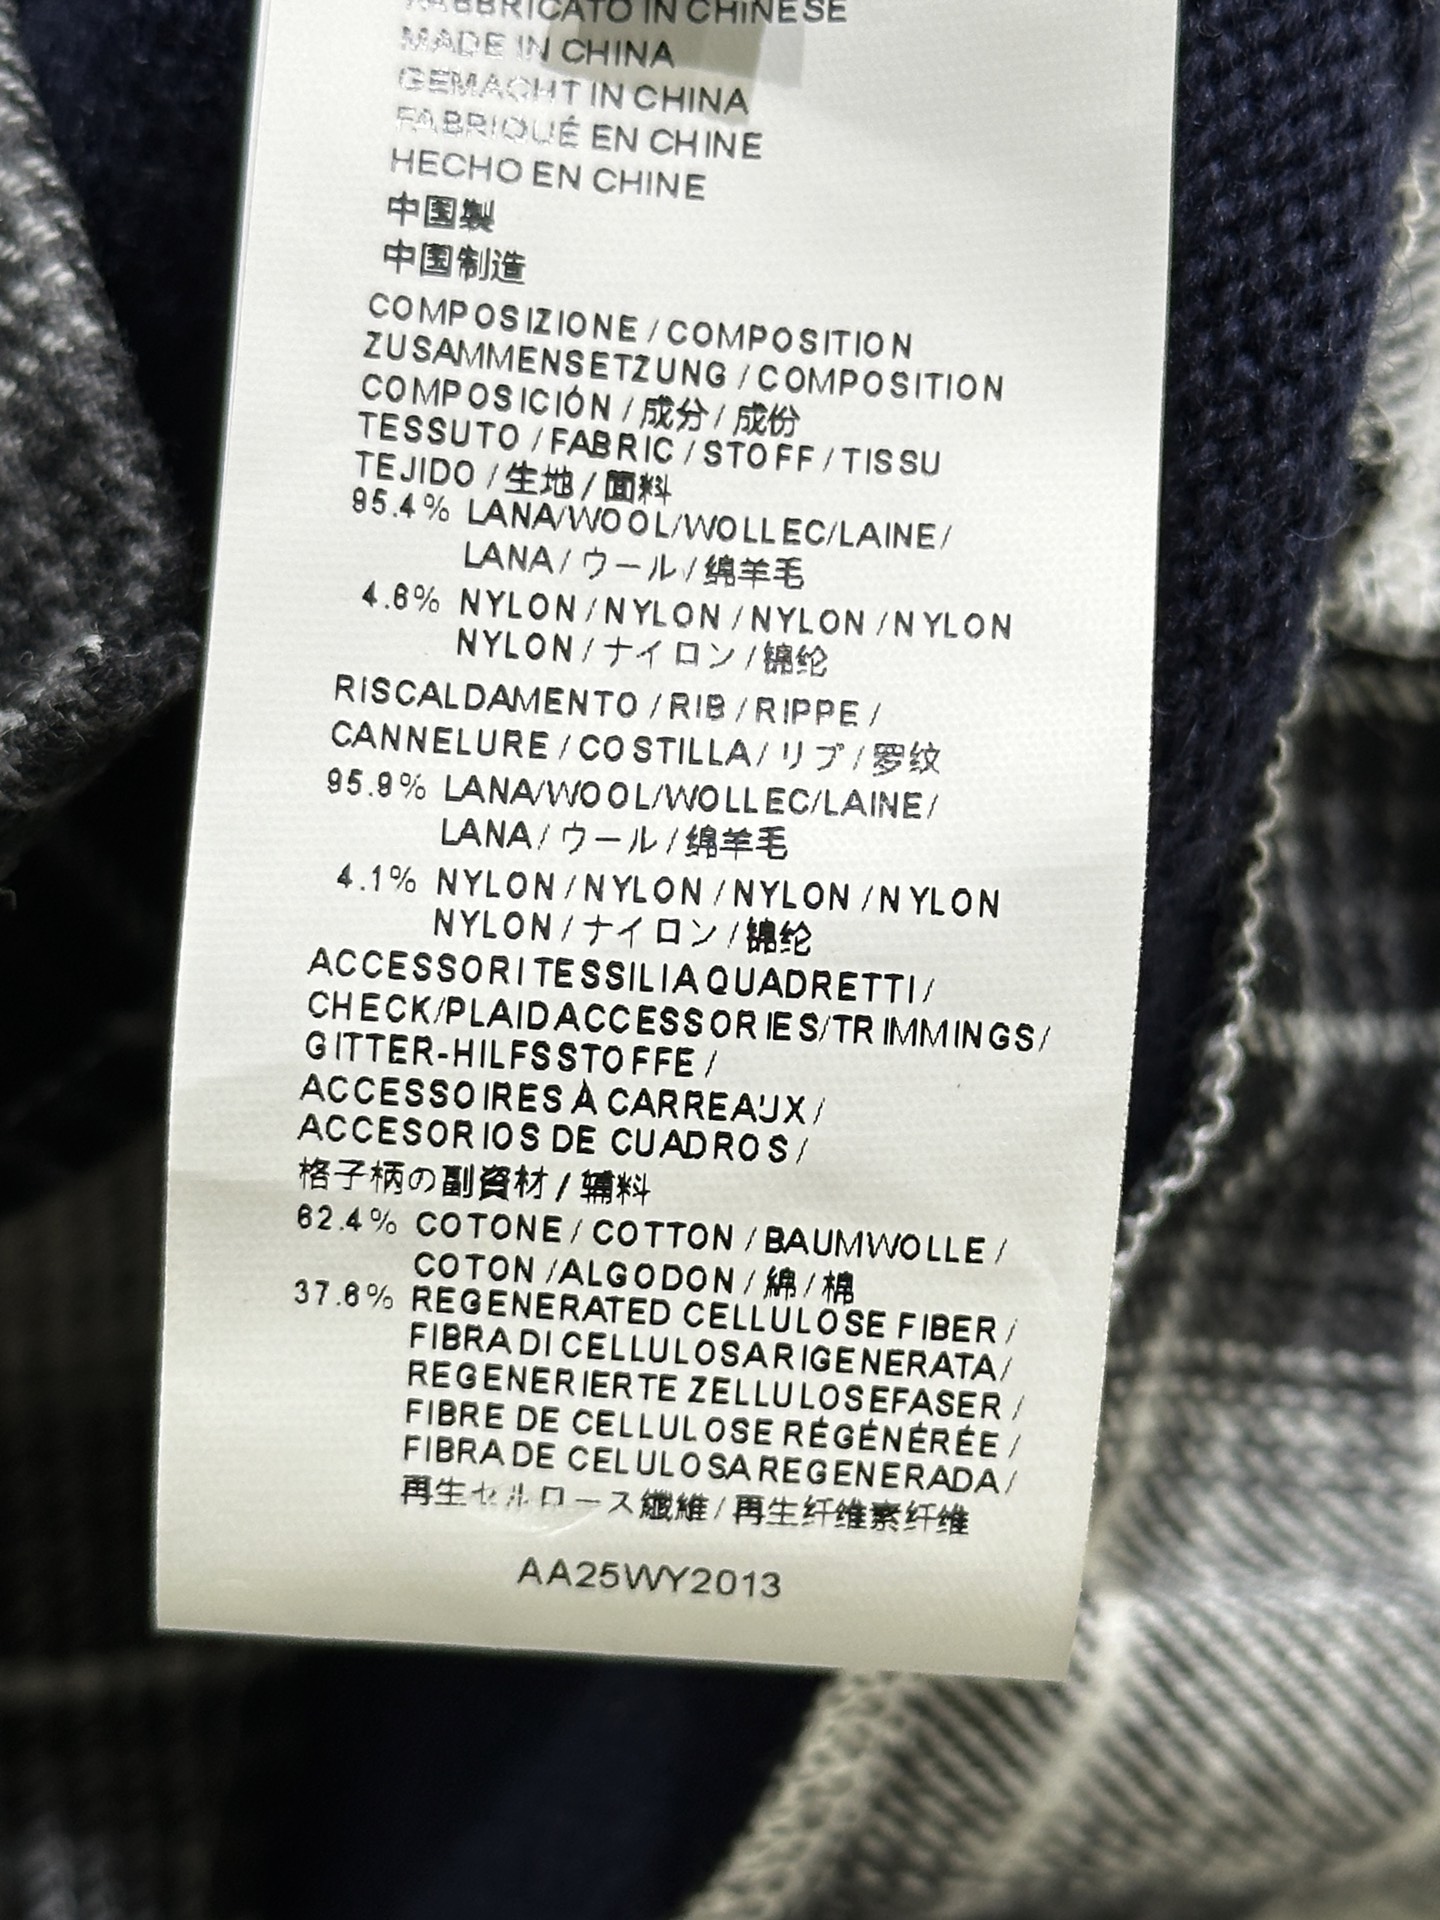 FABBRICATO IN CHINESE
MADE IN CHINA
GEMACHT IN CHINA
FABRIQUÉ EN CHINE
HECHO EN CHINE
中国製
中国制造
COMPOSIZIONE / COMPOSITION
ZUSAMMENSETZUNG / COMPOSITION
COMPOSICIÓN / 成分 / 成份
TESSUTO / FABRIC / STOFF / TISSU
TEJIDO / 生地 / 面料
95.4% LANA/WOOL/WOLLEC/LAINE/
LANA / ウール / 绵羊毛
4.6% NYLON / NYLON / NYLON / NYLON
NYLON / ナイロン / 锦纶
RISCALDAMENTO / RIB / RIPPE /
CANNELURE / COSTILLA / リブ / 罗纹
95.9% LANA/WOOL/WOLLEC/LAINE/
LANA / ウール / 绵羊毛
4.1% NYLON / NYLON / NYLON / NYLON
NYLON / ナイロン / 锦纶
ACCESSORI TESSILI A QUADRETTI /
CHECK/PLAID ACCESSORIES/TRIMMINGS/
GITTER-HILFSSTOFFE /
ACCESSOIRES À CARREAUX /
ACCESORIOS DE CUADROS /
格子柄の副資材 / 辅料
62.4% COTONE / COTTON / BAUMWOLLE /
COTON / ALGODON / 綿 / 棉
37.6% REGENERATED CELLULOSE FIBER /
FIBRA DI CELLULOSA RIGENERATA /
REGENERIERTE ZELLULOSEFASER /
FIBRE DE CELLULOSE RÉGÉNÉRÉE /
FIBRA DE CELULOSA REGENERADA /
再生セルロース繊維 / 再生纤维素纤维
AA25WY2013